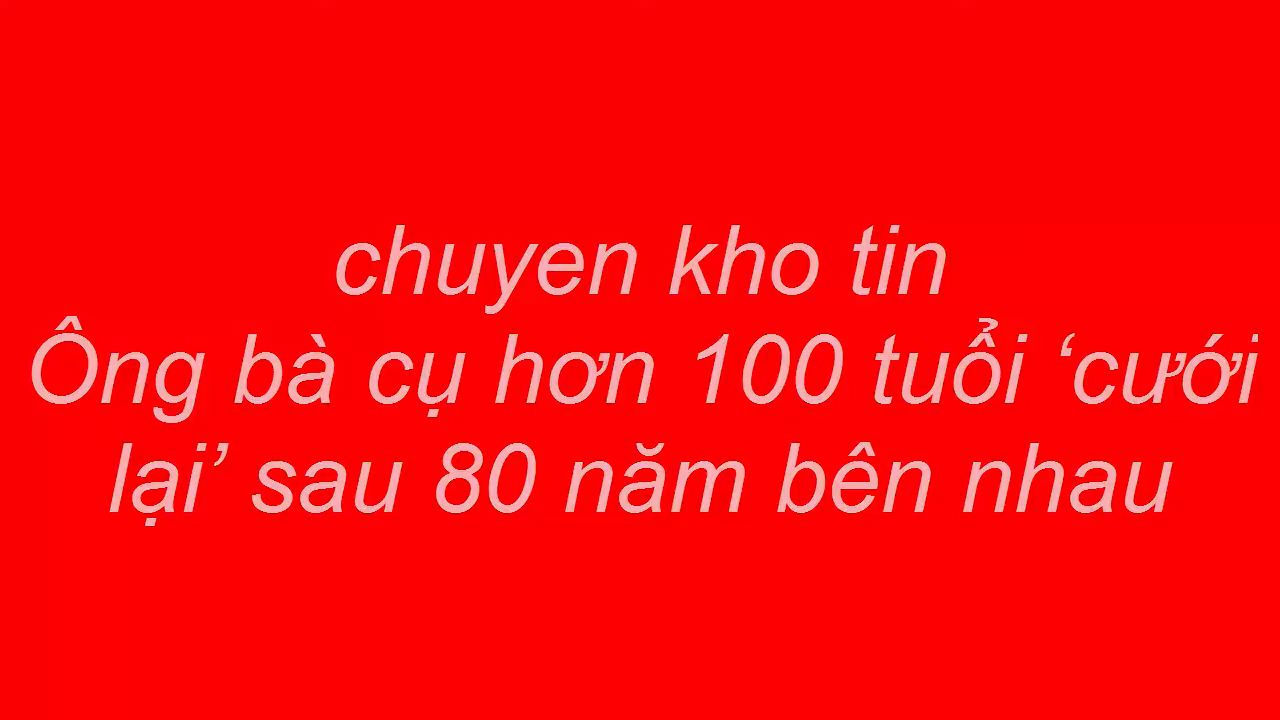 chuyen kho tin
Ông bà cụ hơn 100 tuổi ‘cưới
lại’ sau 80 năm bên nhau